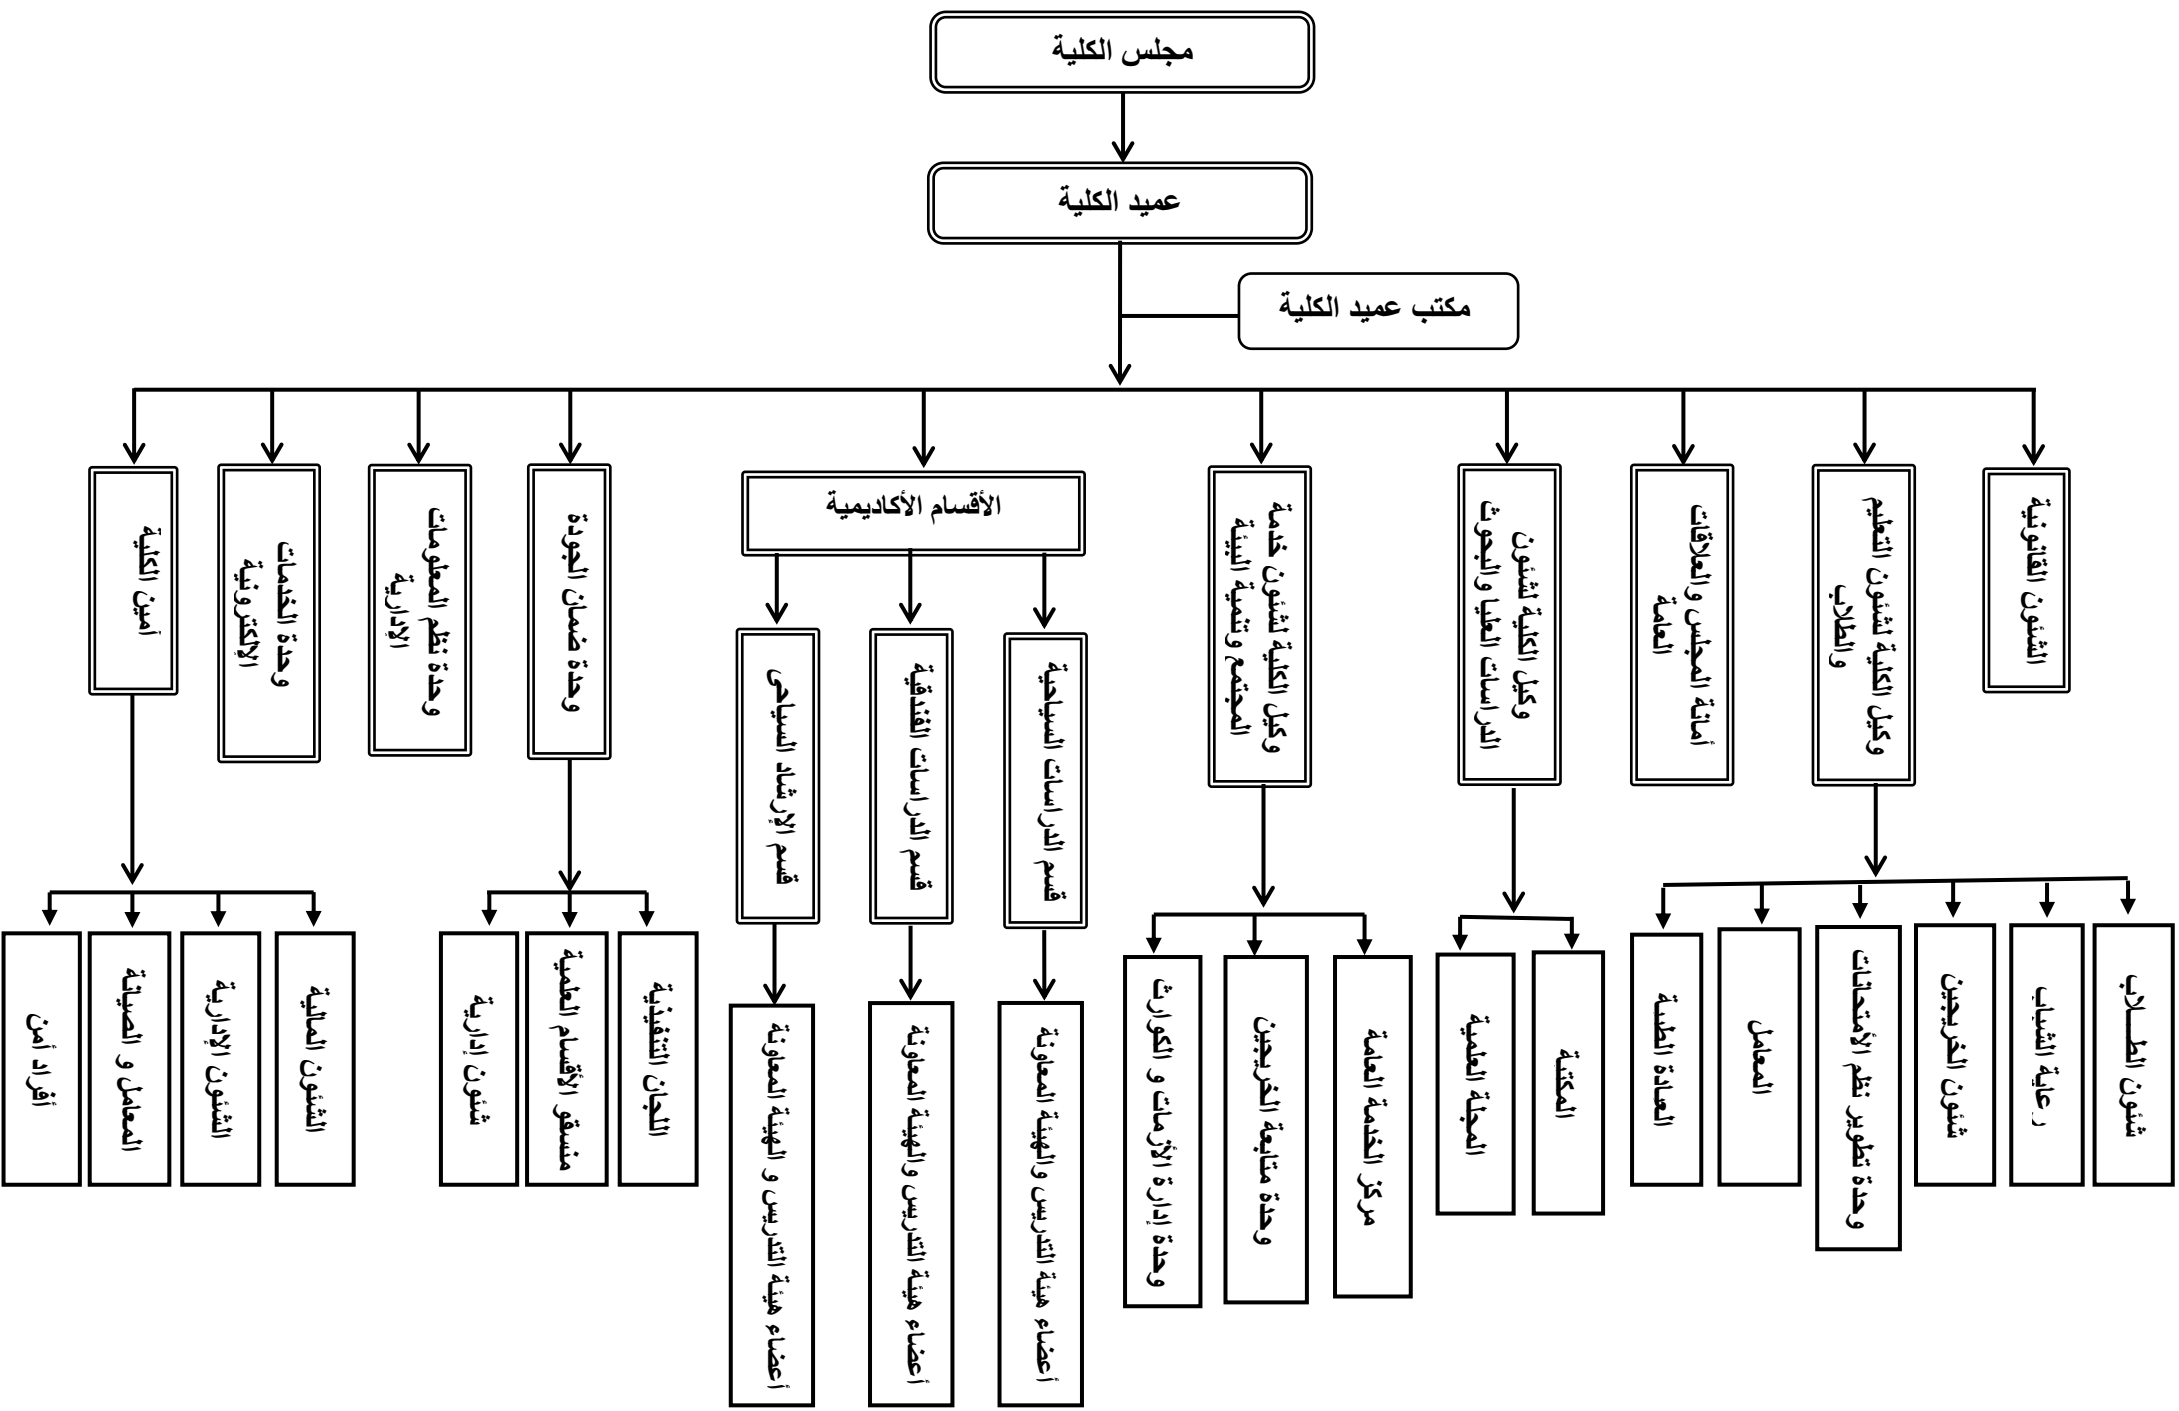 مجلس الكلية
عميد الكلية
مكتب عميد الكلية
الشئون القانونية
وكيل الكلية لشئون التعليم
والطلاب
أمانة المجلس والعلاقات
العامة
وكيل الكلية لشئون
الدراسات العليا والبحوث
وكيل الكلية لشئون خدمة
المجتمع وتنمية البيئة
الأقسام الأكاديمية
وحدة ضمان الجودة
وحدة نظم المعلومات
الإدارية
وحدة الخدمات
الإلكترونية
أمين الكلية
قسم الدراسات السياحية
قسم الدراسات الفندقية
قسم الإرشاد السياحى
شئون الطـــلاب
رعاية الشباب
شئون الخريجين
وحدة تطوير نظم الأمتحانات
المعامل
العيادة الطبية
المكتبة
المجلة العلمية
مركز الخدمة العامة
وحدة متابعة الخريجين
وحدة إدارة الأزمات و الكوارث
أعضاء هيئة التدريس والهيئة المعاونة
أعضاء هيئة التدريس والهيئة المعاونة
أعضاء هيئة التدريس و الهيئة المعاونة
اللجان التنفيذية
منسقو الأقسام العلمية
شئون إدارية
الشئون المالية
الشئون الإدارية
المعامل و الصيانة
أفراد أمن